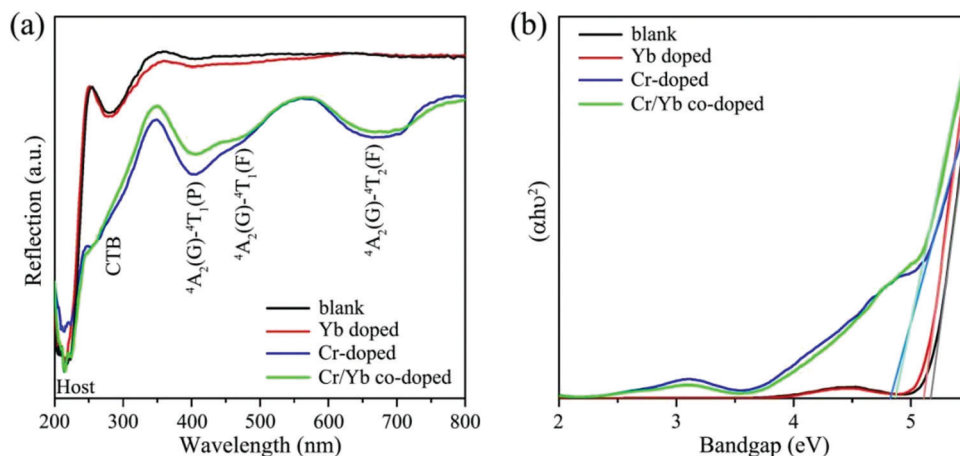 (a)
Reflection (a.u.)
Host
CTB
⁴A₂(G)-⁴T₁(P)
⁴A₂(G)-⁴T₁(F)
⁴A₂(G)-⁴T₂(F)
blank
Yb doped
Cr-doped
Cr/Yb co-doped
200 300 400 500 600 700 800
Wavelength (nm)
(b)
blank
Yb doped
Cr-doped
Cr/Yb co-doped
(αhυ²)
2 3 4 5
Bandgap (eV)